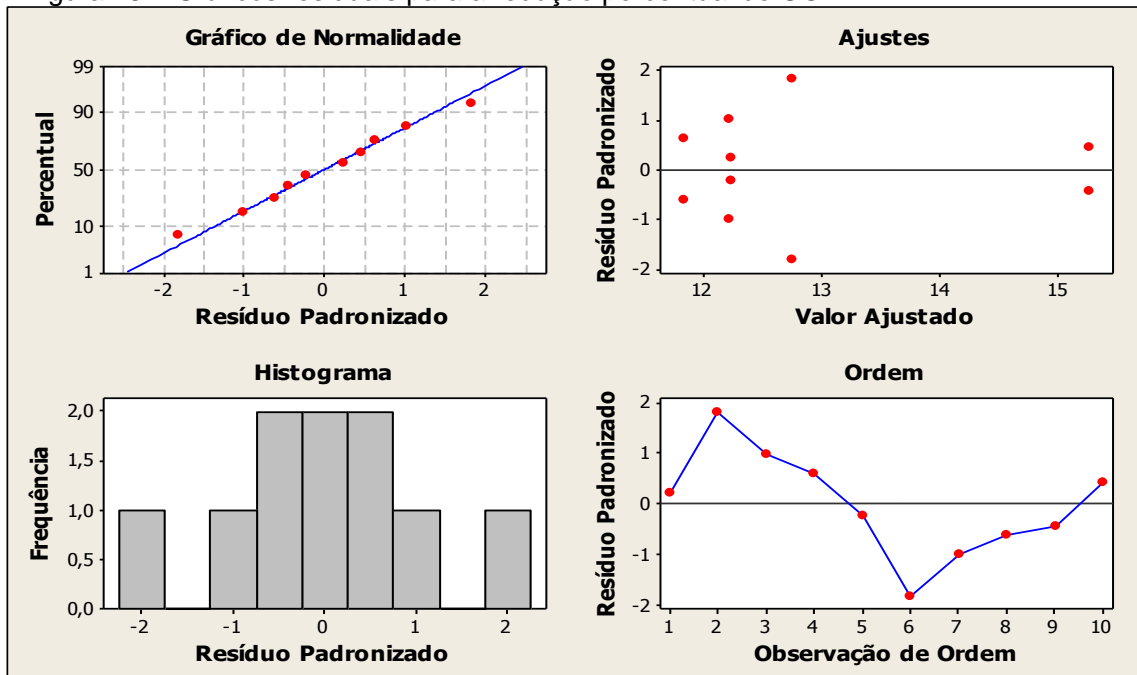 Gráfico de Normalidade
99
90
50
10
1
Percentual
-2 -1 0 1 2
Resíduo Padronizado
Ajustes
2
1
0
-1
-2
Resíduo Padronizado
12 13 14 15
Valor Ajustado
Histograma
2,0
1,5
1,0
0,5
0,0
Frequência
-2 -1 0 1 2
Resíduo Padronizado
Ordem
2
1
0
-1
-2
Resíduo Padronizado
1 2 3 4 5 6 7 8 9 10
Observação de Ordem